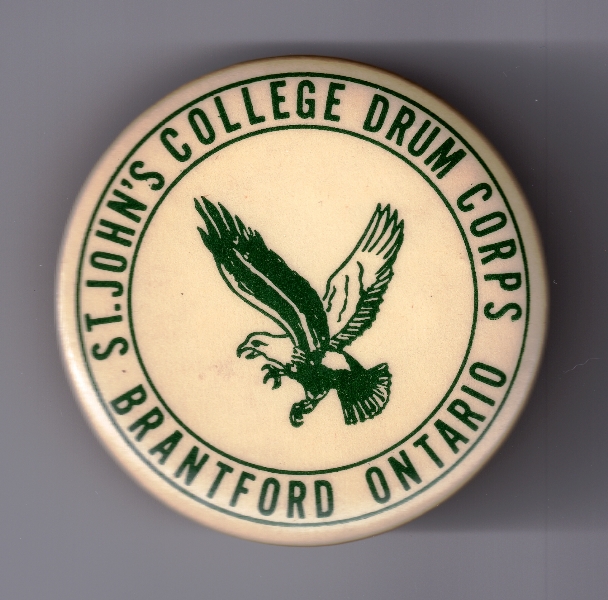 ST. JOHN'S COLLEGE DRUM CORPS
BRANTFORD ONTARIO